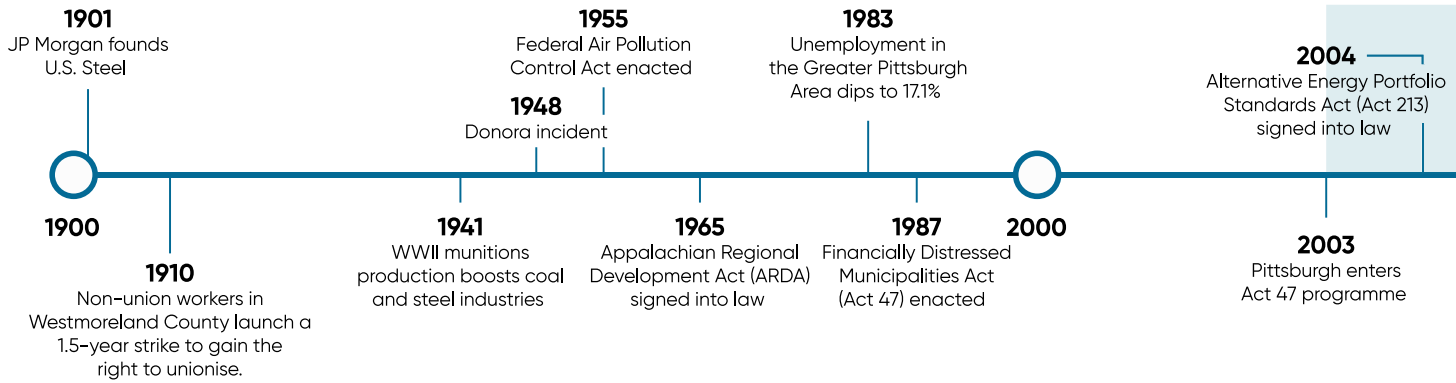 1901
JP Morgan founds
U.S. Steel
1955
Federal Air Pollution
Control Act enacted
1948
Donora incident
1983
Unemployment in
the Greater Pittsburgh
Area dips to 17.1%
2004
Alternative Energy Portfolio
Standards Act (Act 213)
signed into law
1900
1910
Non-union workers in
Westmoreland County launch a
1.5-year strike to gain the
right to unionise.
1941
WWII munitions
production boosts coal
and steel industries
1965
Appalachian Regional
Development Act (ARDA)
signed into law
1987
Financially Distressed
Municipalities Act
(Act 47) enacted
2000
2003
Pittsburgh enters
Act 47 programme